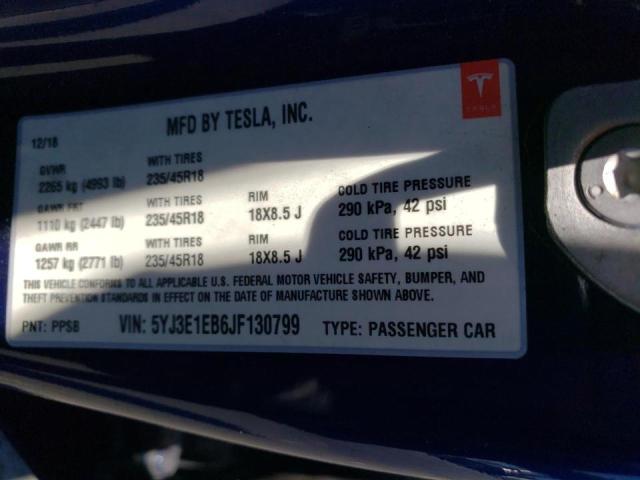 MFD BY TESLA, INC.
TESLA
12/18
GVWR
2265 kg (4993 lb)
WITH TIRES
235/45R18
GAWR FRT
1110 kg (2447 lb)
WITH TIRES
235/45R18
RIM
18X8.5 J
COLD TIRE PRESSURE
290 kPa, 42 psi
GAWR RR
1257 kg (2771 lb)
WITH TIRES
235/45R18
RIM
18X8.5 J
COLD TIRE PRESSURE
290 kPa, 42 psi
THIS VEHICLE CONFORMS TO ALL APPLICABLE U.S. FEDERAL MOTOR VEHICLE SAFETY, BUMPER, AND
THEFT PREVENTION STANDARDS IN EFFECT ON THE DATE OF MANUFACTURE SHOWN ABOVE.
PNT: PPSB VIN: 5YJ3E1EB6JF130799 TYPE: PASSENGER CAR